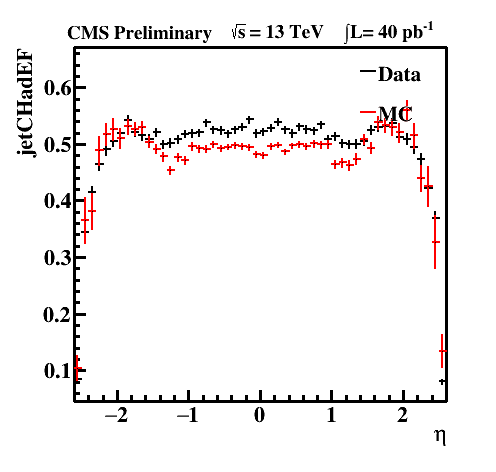 CMS Preliminary √s = 13 TeV ∫L= 40 pb⁻¹
jetCHadEF
Data
MC
0.6
0.5
0.4
0.3
0.2
0.1
−2 −1 0 1 2
η